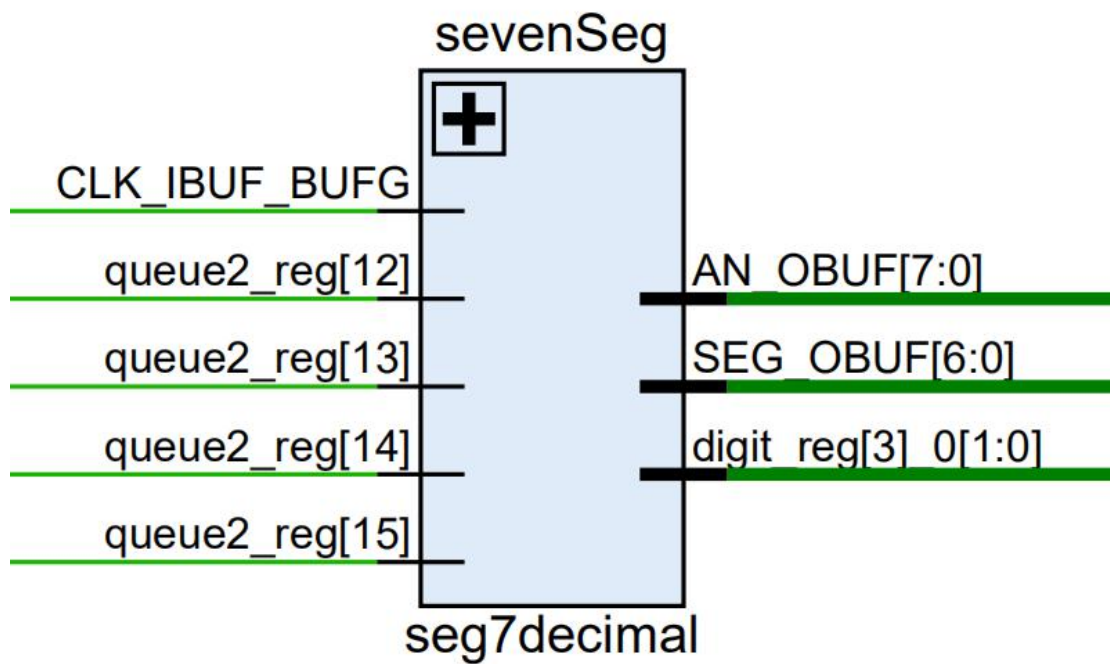 sevenSeg
CLK_IBUF_BUFG
queue2_reg[12]
queue2_reg[13]
queue2_reg[14]
queue2_reg[15]
AN_OBUF[7:0]
SEG_OBUF[6:0]
digit_reg[3]_0[1:0]
seg7decimal